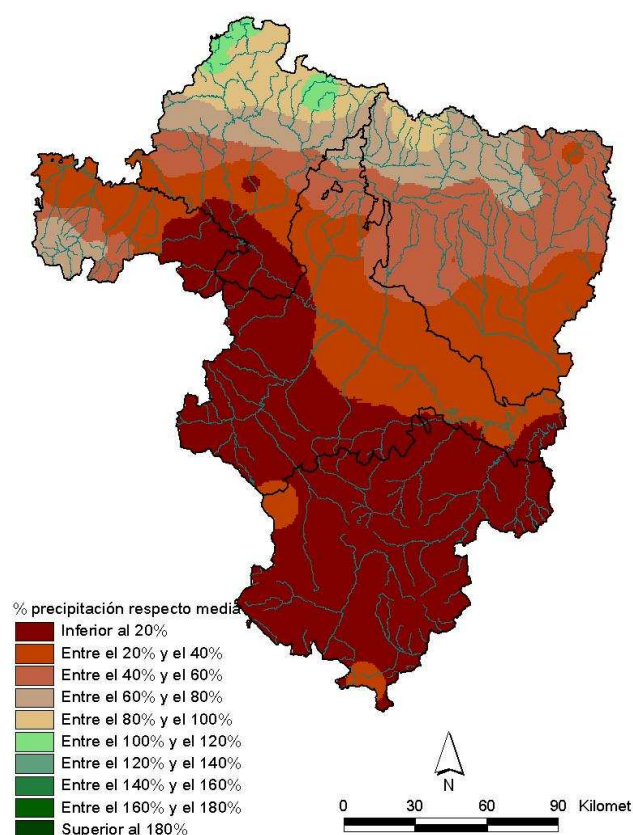 % precipitación respecto media
Inferior al 20%
Entre el 20% y el 40%
Entre el 40% y el 60%
Entre el 60% y el 80%
Entre el 80% y el 100%
Entre el 100% y el 120%
Entre el 120% y el 140%
Entre el 140% y el 160%
Entre el 160% y el 180%
Superior al 180%
N
0 30 60 90 Kilomet